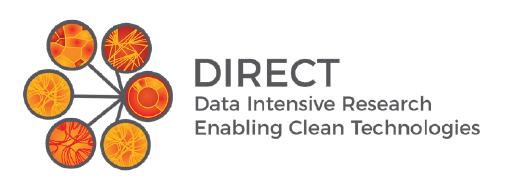 DIRECT
Data Intensive Research
Enabling Clean Technologies